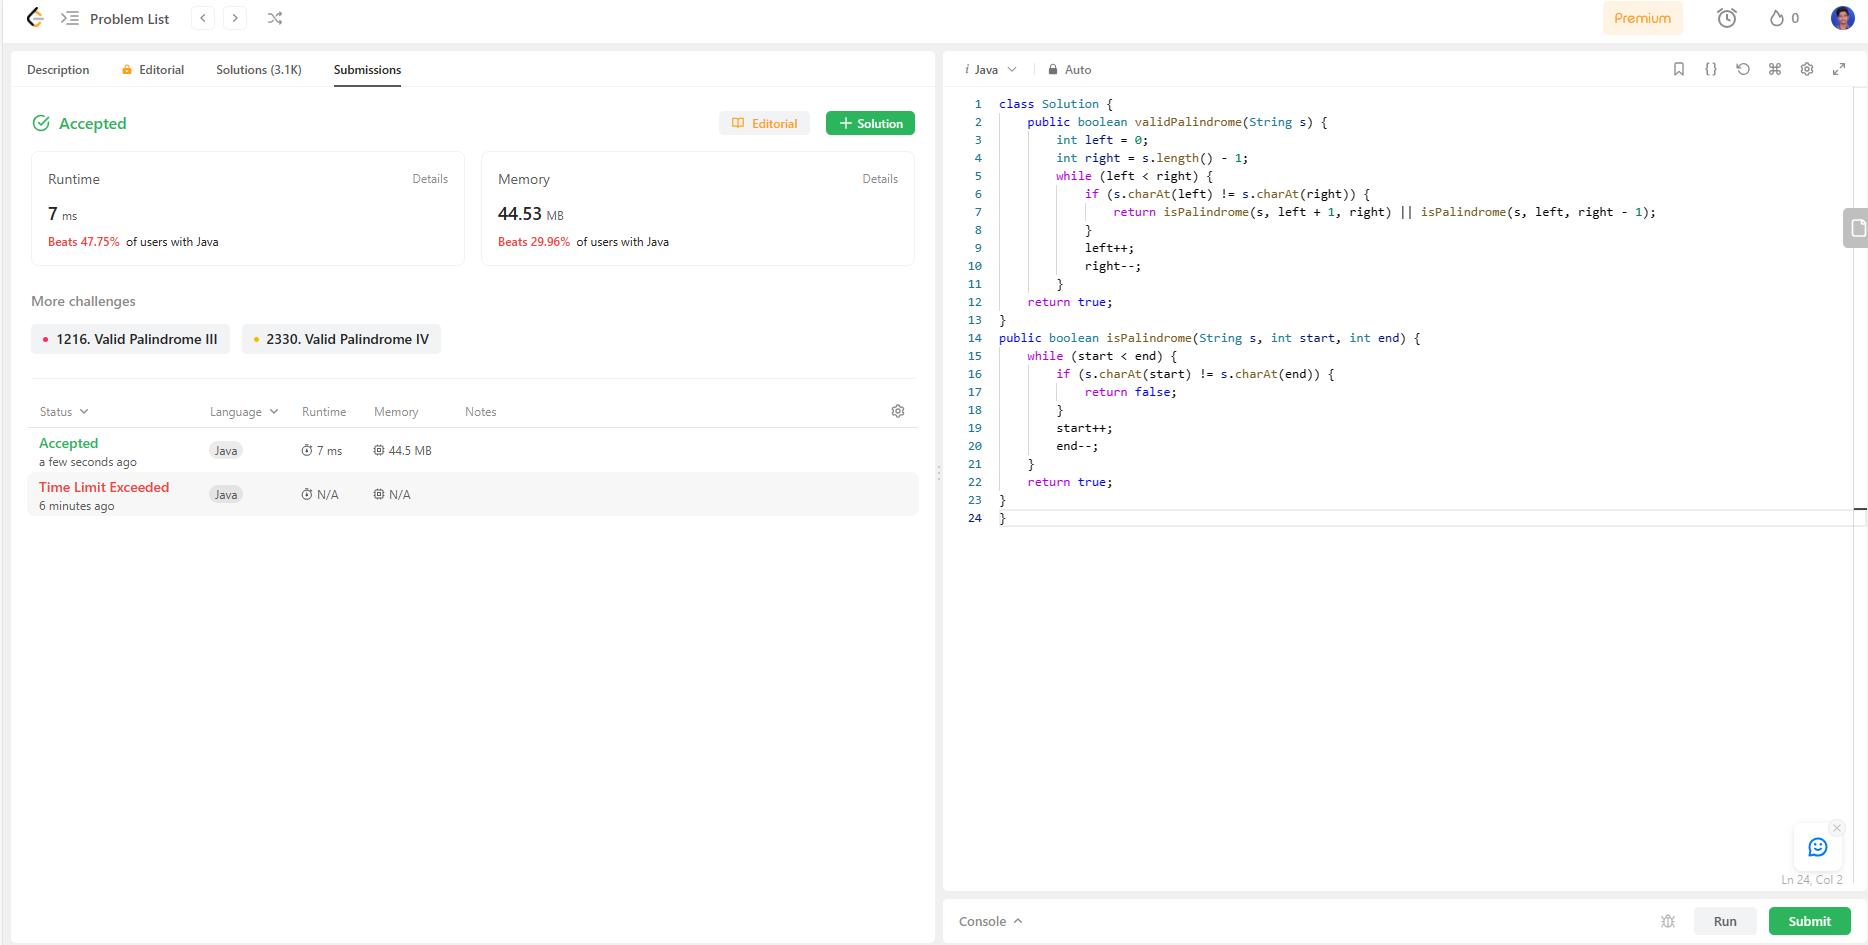 Problem List
Premium
0
Description Editorial Solutions (3.1K) Submissions
Accepted
Editorial
Solution
Runtime Details
7 ms
Beats 47.75% of users with Java
Memory Details
44.53 MB
Beats 29.96% of users with Java
More challenges
1216. Valid Palindrome III
2330. Valid Palindrome IV
Status Language Runtime Memory Notes
Accepted
a few seconds ago
Java 7 ms 44.5 MB
Time Limit Exceeded
6 minutes ago
Java N/A N/A
i Java Auto
1 class Solution {
2 public boolean validPalindrome(String s) {
3 int left = 0;
4 int right = s.length() - 1;
5 while (left < right) {
6 if (s.charAt(left) != s.charAt(right)) {
7 return isPalindrome(s, left + 1, right) || isPalindrome(s, left, right - 1);
8 }
9 left++;
10 right--;
11 }
12 return true;
13 }
14 public boolean isPalindrome(String s, int start, int end) {
15 while (start < end) {
16 if (s.charAt(start) != s.charAt(end)) {
17 return false;
18 }
19 start++;
20 end--;
21 }
22 return true;
23 }
24 }
Ln 24, Col 2
Console
Run
Submit